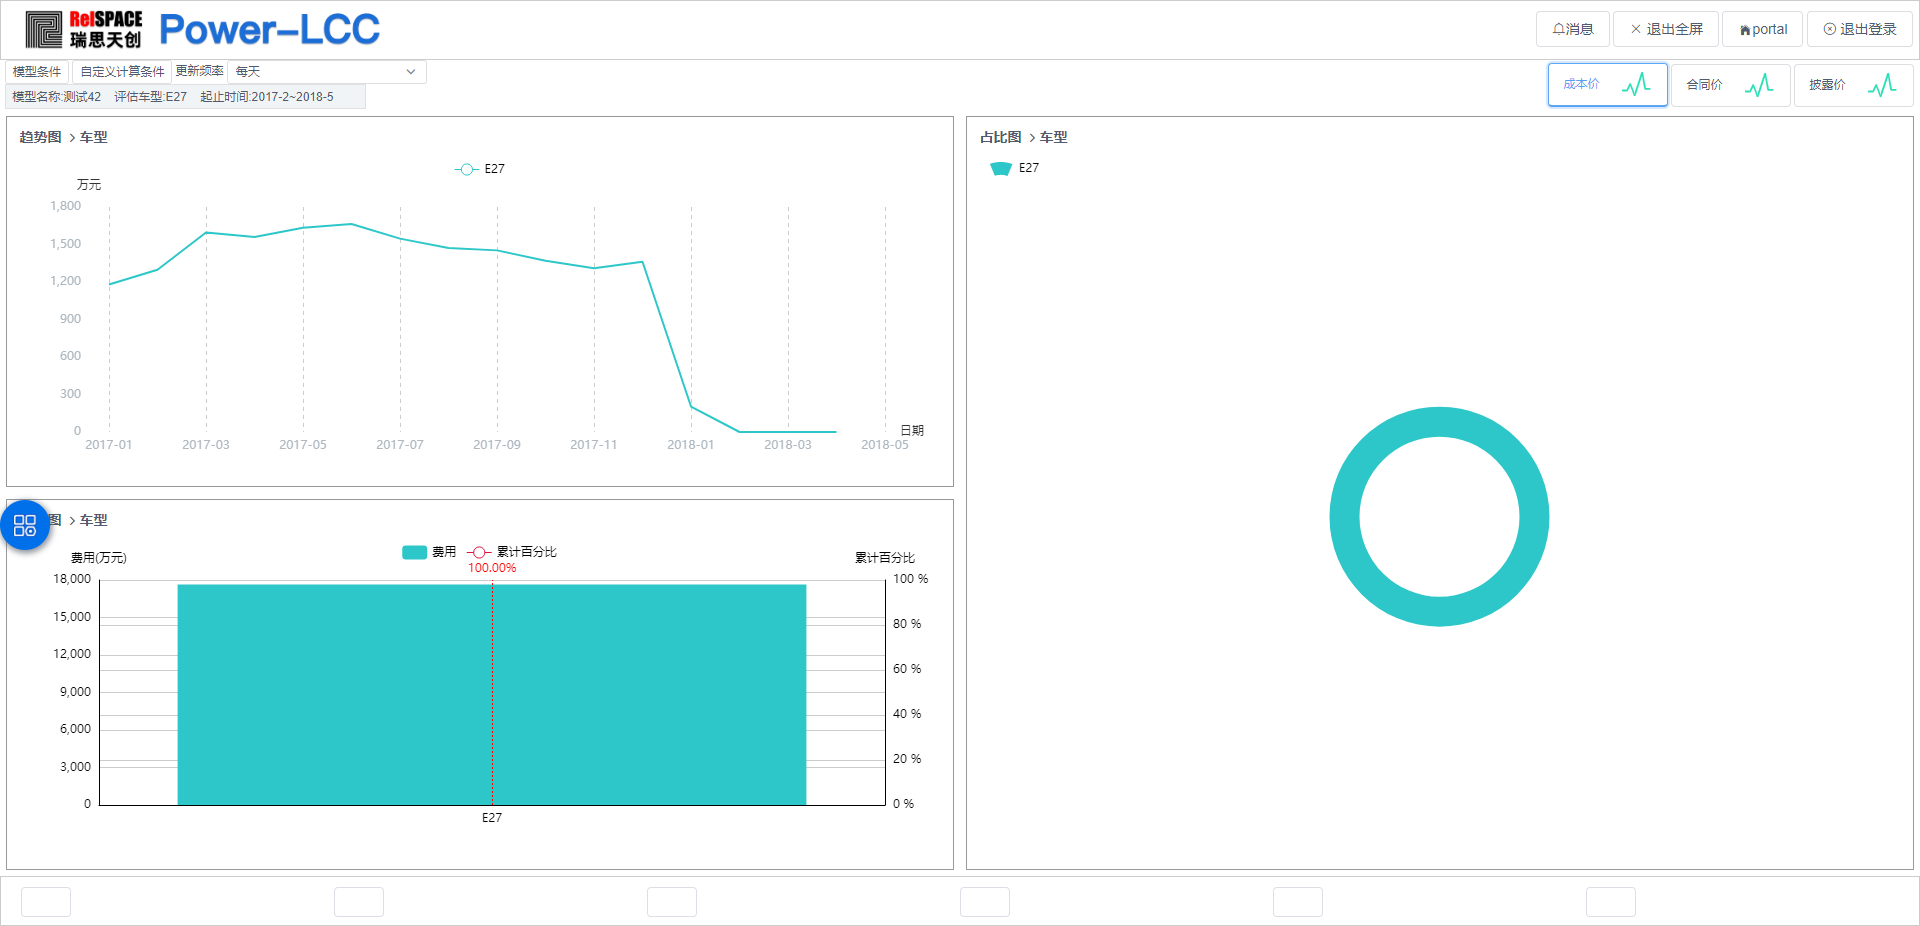 RelSPACE
瑞思天创
Power-LCC
消息
退出全屏
portal
退出登录
模型条件
自定义计算条件
更新频率
每天
模型名称:测试42 评估车型:E27 起止时间:2017-2~2018-5
成本价
合同价
披露价
趋势图 > 车型
E27
万元
1,800
1,500
1,200
900
600
300
0
2017-01 2017-03 2017-05 2017-07 2017-09 2017-11 2018-01 2018-03 2018-05
日期
图 > 车型
费用 累计百分比
费用(万元)
累计百分比
100.00%
18,000
15,000
12,000
9,000
6,000
3,000
0
100 %
80 %
60 %
40 %
20 %
0 %
E27
占比图 > 车型
E27